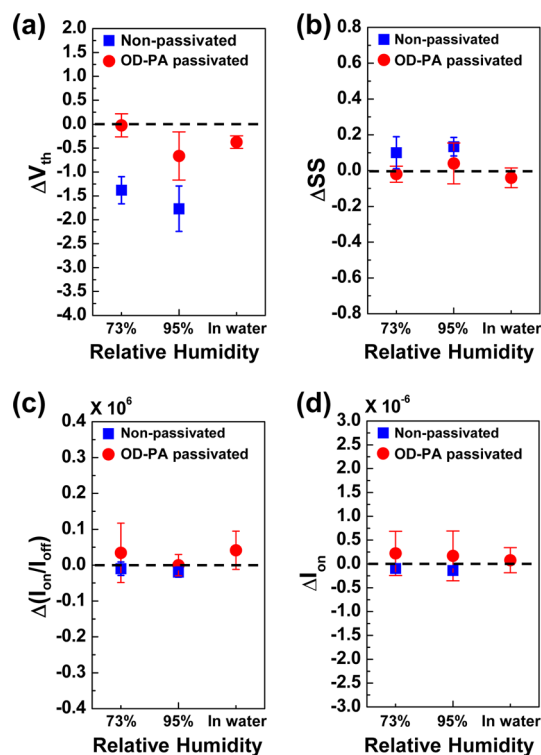 (a)
Non-passivated
OD-PA passivated
2.0
1.5
1.0
0.5
0.0
-0.5
-1.0
-1.5
-2.0
-2.5
-3.0
-3.5
-4.0
ΔVth
73%
95%
In water
Relative Humidity
(b)
Non-passivated
OD-PA passivated
0.8
0.6
0.4
0.2
0.0
-0.2
-0.4
-0.6
-0.8
ΔSS
73%
95%
In water
Relative Humidity
(c)
X 10^6
Non-passivated
OD-PA passivated
0.4
0.3
0.2
0.1
0.0
-0.1
-0.2
-0.3
-0.4
Δ(Ion/Ioff)
73%
95%
In water
Relative Humidity
(d)
X 10^-6
Non-passivated
OD-PA passivated
3.0
2.5
2.0
1.5
1.0
0.5
0.0
-0.5
-1.0
-1.5
-2.0
-2.5
-3.0
ΔIon
73%
95%
In water
Relative Humidity